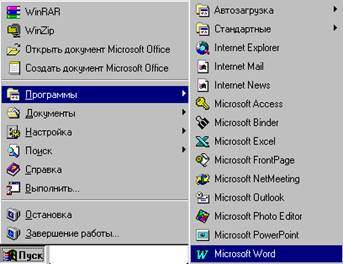 WinRAR
WinZip
Открыть документ Microsoft Office
Создать документ Microsoft Office
Программы
Документы
Настройка
Поиск
Справка
Выполнить...
Остановка
Завершение работы...
Пуск
Автозагрузка
Стандартные
Internet Explorer
Internet Mail
Internet News
Microsoft Access
Microsoft Binder
Microsoft Excel
Microsoft FrontPage
Microsoft NetMeeting
Microsoft Outlook
Microsoft Photo Editor
Microsoft PowerPoint
Microsoft Word